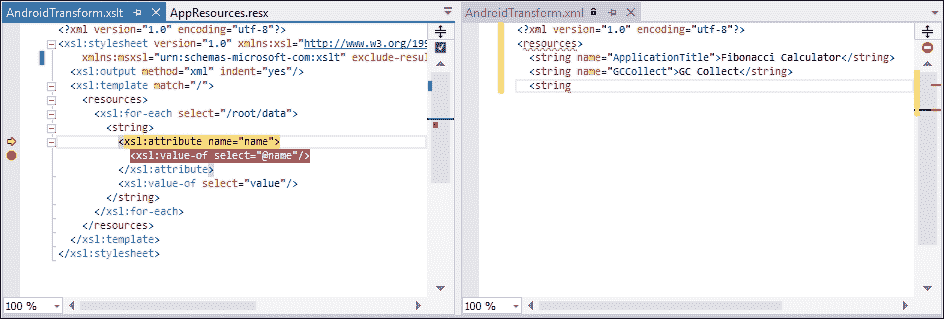 AndroidTransform.xslt AppResources.resx
<?xml version="1.0" encoding="utf-8"?>
<xsl:stylesheet version="1.0" xmlns:xsl="http://www.w3.org/199
xmlns:msxsl="urn:schemas-microsoft-com:xslt" exclude-resul
<xsl:output method="xml" indent="yes"/>
<xsl:template match="/">
<resources>
<xsl:for-each select="/root/data">
<string>
<xsl:attribute name="name">
<xsl:value-of select="@name"/>
</xsl:attribute>
<xsl:value-of select="value"/>
</string>
</xsl:for-each>
</resources>
</xsl:template>
</xsl:stylesheet>
100 %
AndroidTransform.xml
<?xml version="1.0" encoding="utf-8"?>
<resources>
<string name="ApplicationTitle">Fibonacci Calculator</string>
<string name="GCCollect">GC Collect</string>
<string
100 %